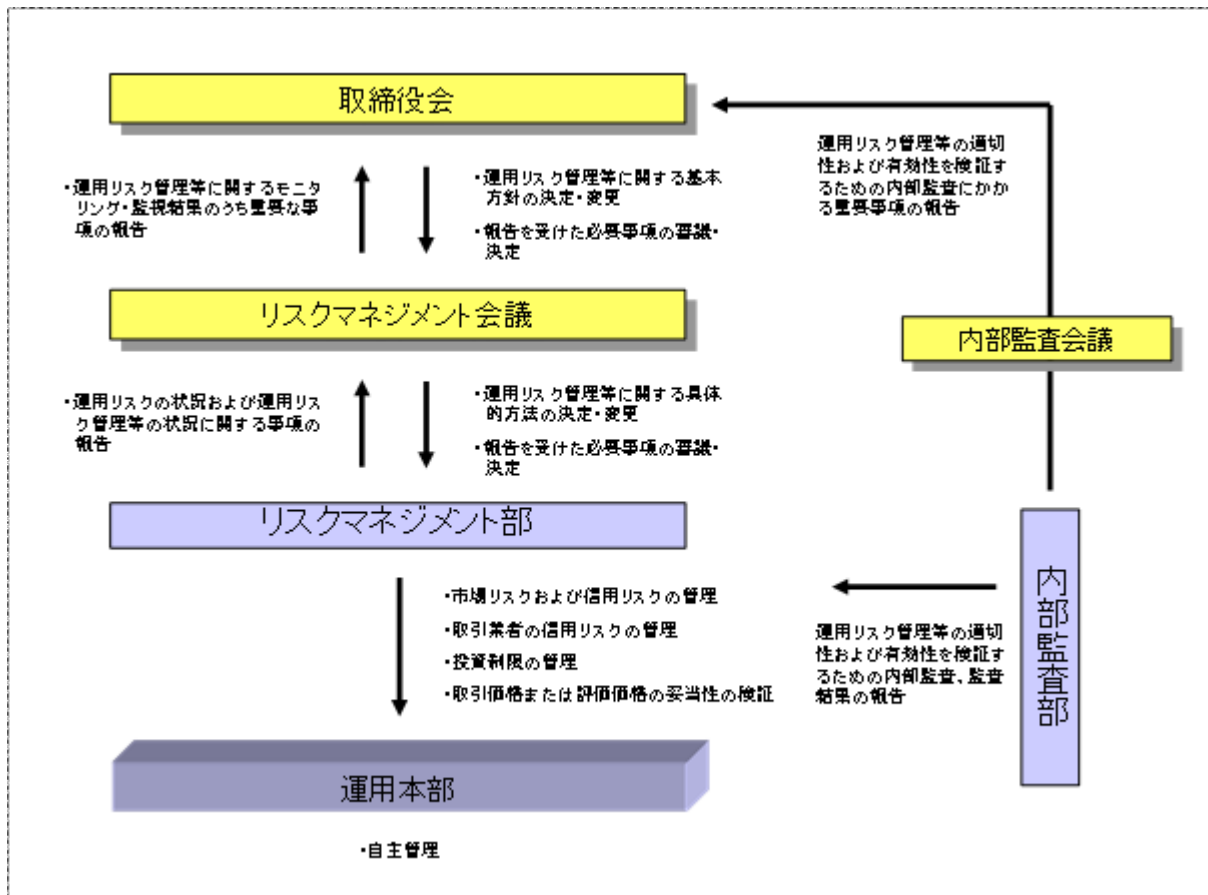 取締役会
・運用リスク管理等に関するモニ
タリング・監視結果のうち重要な事
項の報告
・運用リスク管理等に関する基本
方針の決定・変更
・報告を受けた必要事項の審議・
決定
運用リスク管理等の適切
性および有効性を検証す
るための内部監査にかか
る重要事項の報告
リスクマネジメント会議
内部監査会議
・運用リスクの状況および運用リス
ク管理等の状況に関する事項の
報告
・運用リスク管理等に関する具体
的方法の決定・変更
・報告を受けた必要事項の審議・
決定
リスクマネジメント部
内部監査部
・市場リスクおよび信用リスクの管理
・取引業者の信用リスクの管理
・投資制限の管理
・取引価格または評価価格の妥当性の検証
運用リスク管理等の適切
性および有効性を検証す
るための内部監査、監査
結果の報告
運用本部
・自主管理